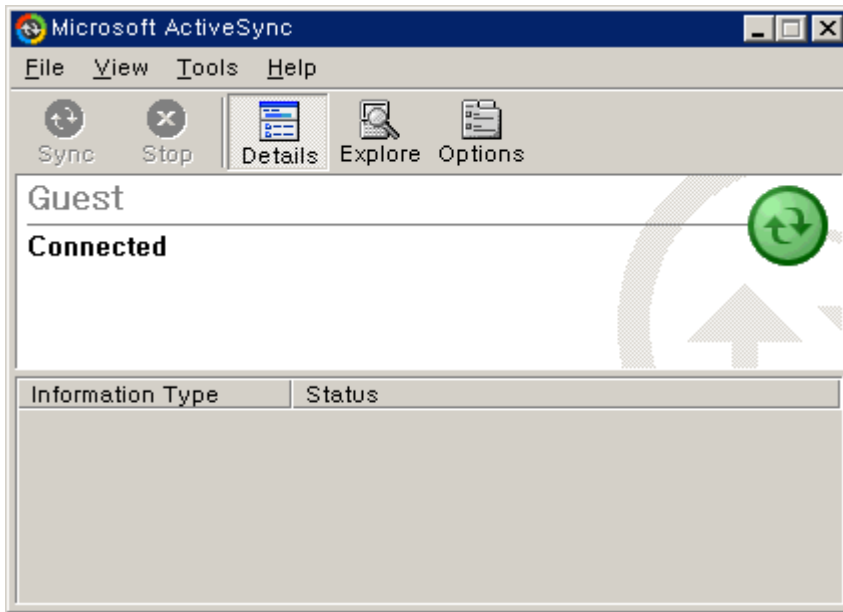 Microsoft ActiveSync
File View Tools Help
Sync Stop Details Explore Options
Guest
Connected
Information Type Status